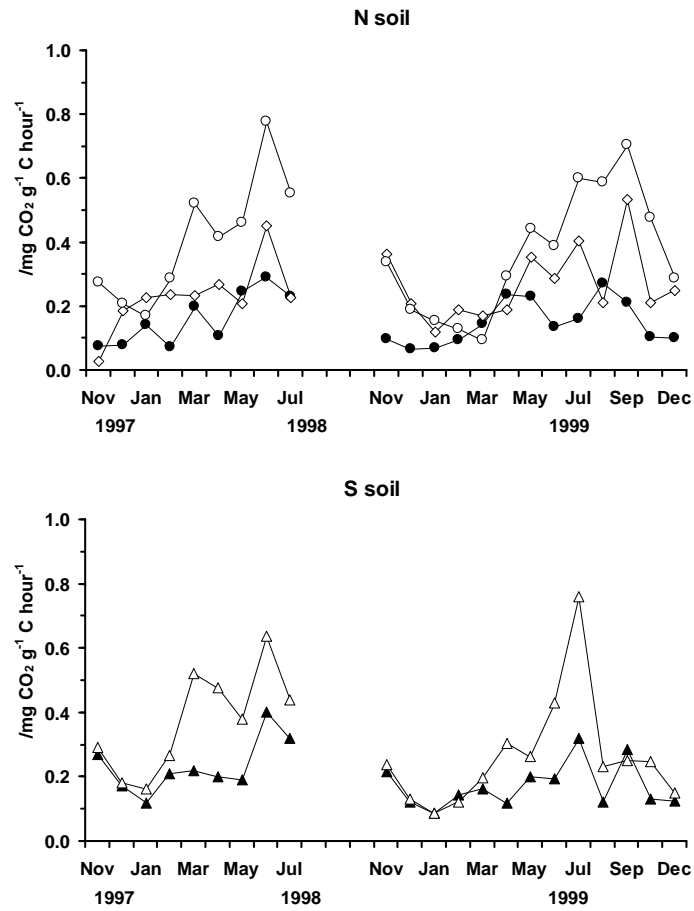 N soil
/mg CO₂ g⁻¹ C hour⁻¹
1.0
0.8
0.6
0.4
0.2
0.0
Nov Jan Mar May Jul Nov Jan Mar May Jul Sep Dec
1997 1998 1999
S soil
/mg CO₂ g⁻¹ C hour⁻¹
1.0
0.8
0.6
0.4
0.2
0.0
Nov Jan Mar May Jul Nov Jan Mar May Jul Sep Dec
1997 1998 1999